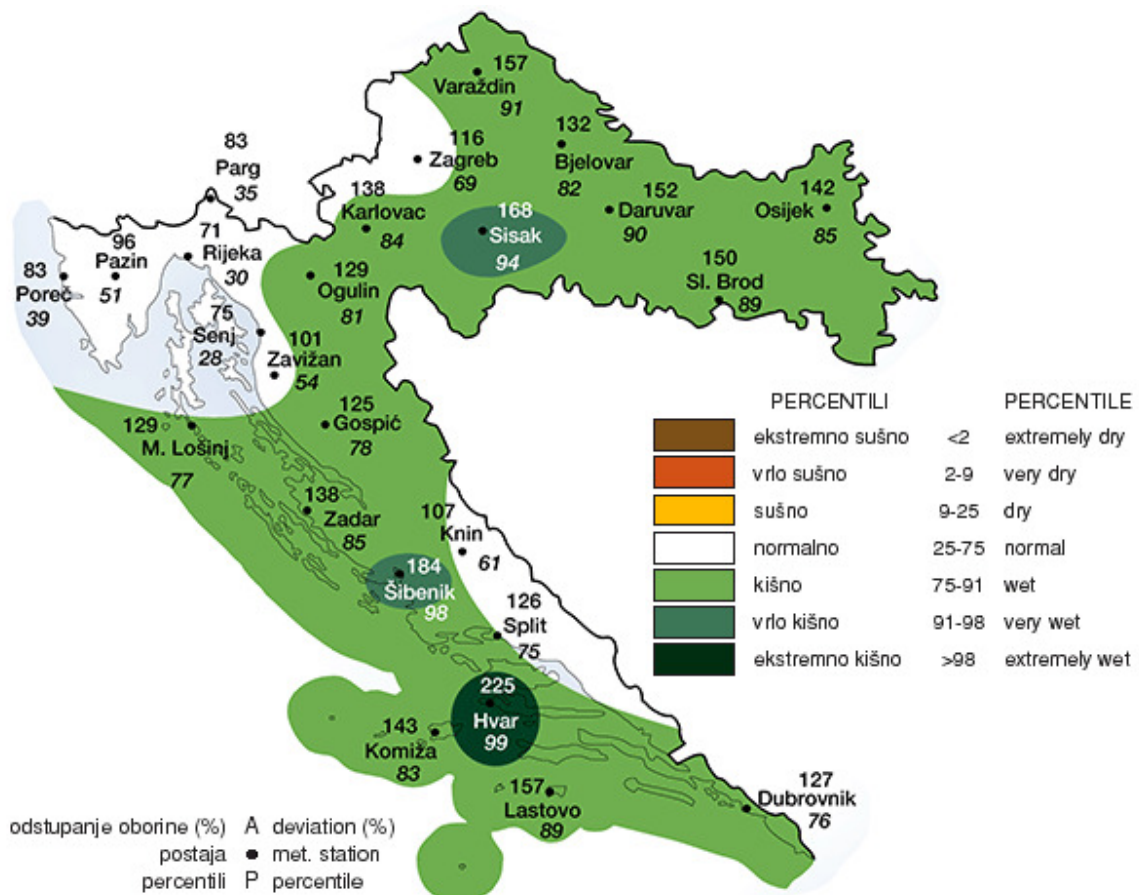 157
Varaždin
91
116
Zagreb
69
132
Bjelovar
82
83
Parg
35
138
Karlovac
84
168
Sisak
94
152
Daruvar
90
142
Osijek
85
96
Pazin
51
71
Rijeka
30
83
Poreč
39
129
Ogulin
81
150
Sl. Brod
89
75
Senj
28
101
Zavižan
54
125
Gospić
78
129
M. Lošinj
77
138
Zadar
85
107
Knin
61
184
Šibenik
98
126
Split
75
225
Hvar
99
143
Komiža
83
157
Lastovo
89
127
Dubrovnik
76
PERCENTILI PERCENTILE
ekstremno sušno <2 extremely dry
vrlo sušno 2-9 very dry
sušno 9-25 dry
normalno 25-75 normal
kišno 75-91 wet
vrlo kišno 91-98 very wet
ekstremno kišno >98 extremely wet
odstupanje oborine (%) A deviation (%)
postaja met. station
percentili P percentile